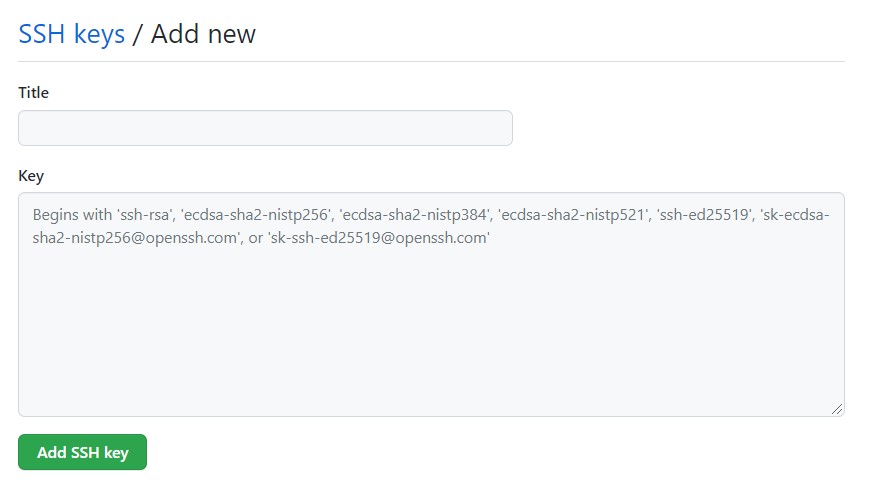 SSH keys / Add new
Title
Key
Begins with 'ssh-rsa', 'ecdsa-sha2-nistp256', 'ecdsa-sha2-nistp384', 'ecdsa-sha2-nistp521', 'ssh-ed25519', 'sk-ecdsa-
sha2-nistp256@openssh.com', or 'sk-ssh-ed25519@openssh.com'
Add SSH key